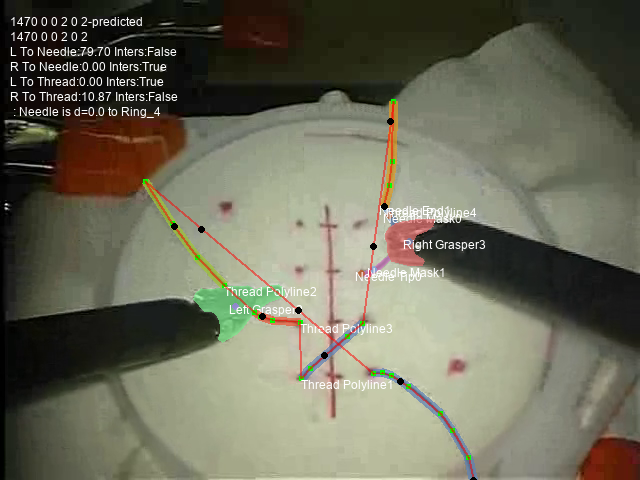 1470 0 0 2 0 2 2-predicted
1470 0 0 2 0 2
L To Needle:79.70 Inters:False
R To Needle:0.00 Inters:True
L To Thread:0.00 Inters:True
R To Thread:10.87 Inters:False
: Needle is d=0.0 to Ring_4
Needle End1
Thread Polyline4
Needle Mask0
Right Grasper3
Needle Mask1
Needle Tip0
Thread Polyline2
Left Grasper
Thread Polyline3
Thread Polyline1